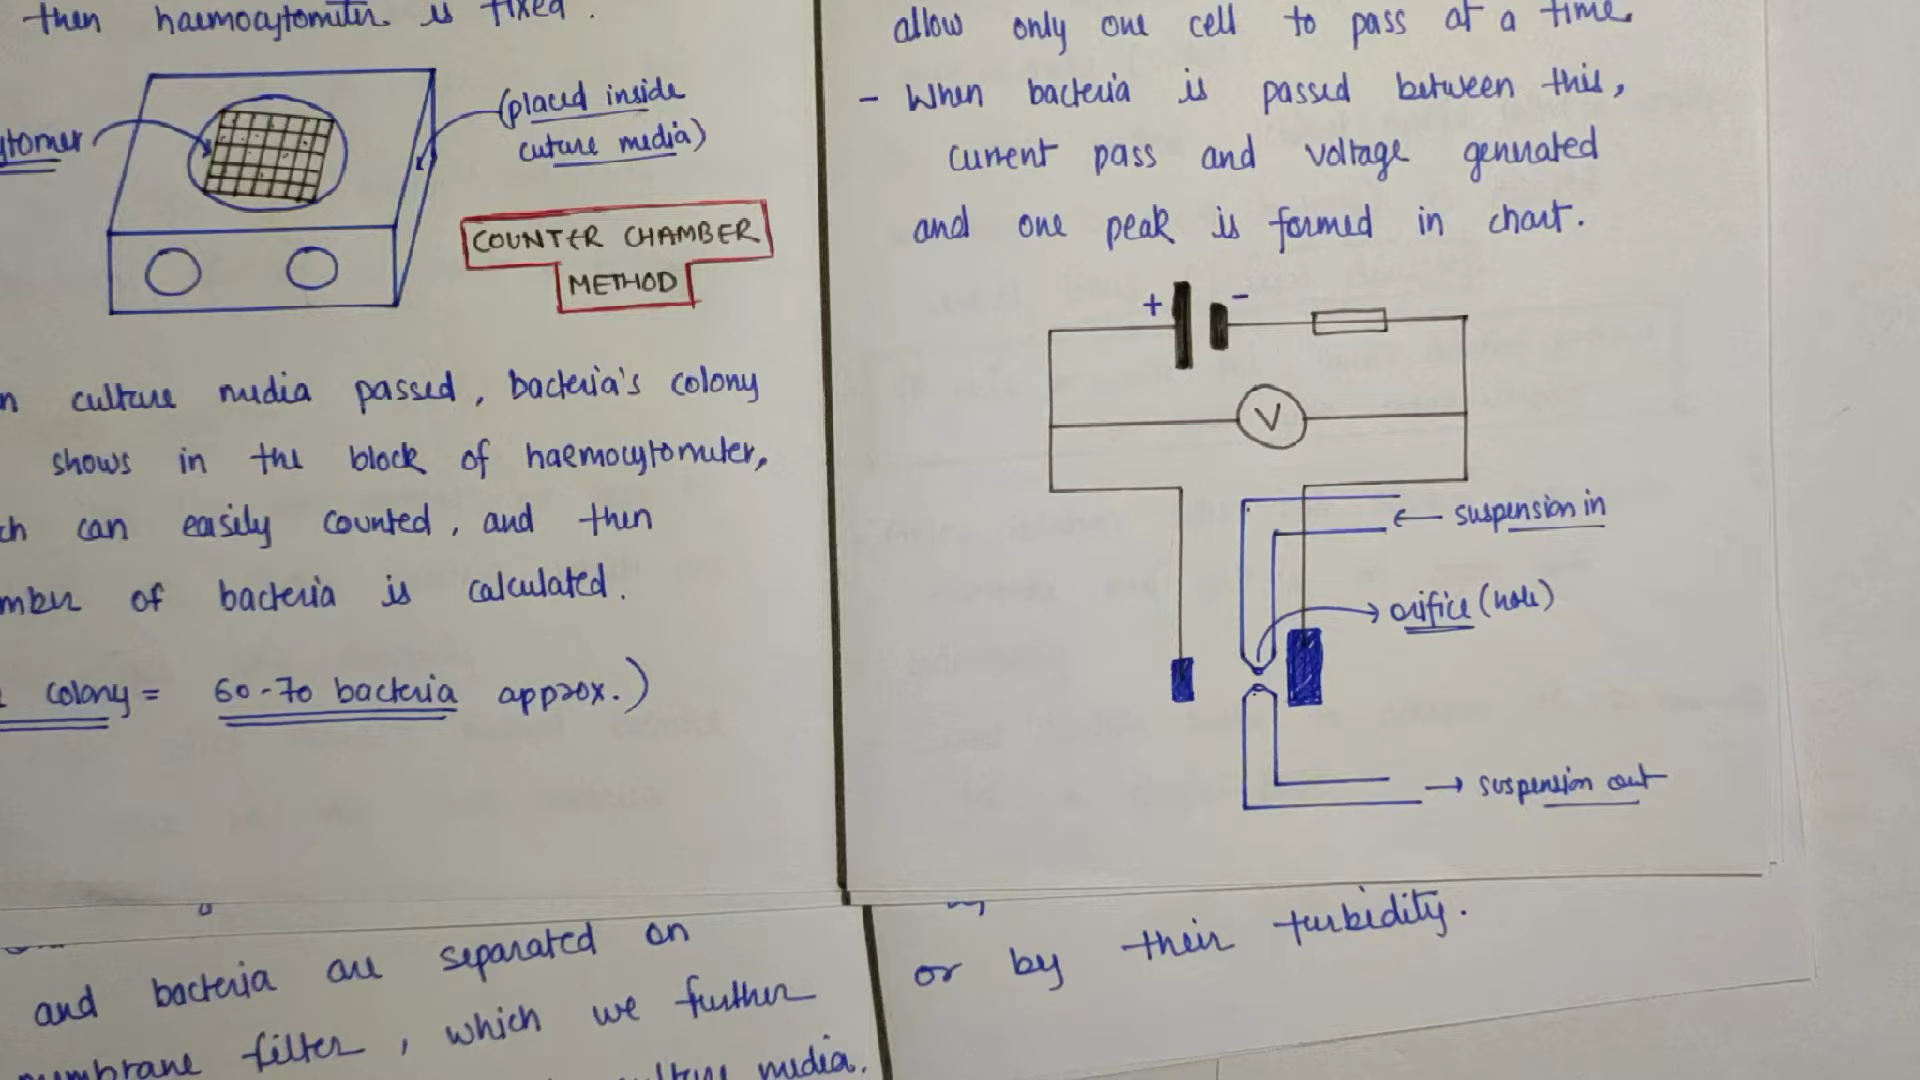 then haemocytometer is fixed.
(placed inside
cuture media)
COUNTER CHAMBER
METHOD
culture media passed, bacteria's colony
shows in the block of haemocytometer,
can easily counted, and then
of bacteria is calculated.
colony = 60-70 bacteria approx.)
allow only one cell to pass at a time.
- When bacteria is passed between this,
current pass and voltage genurated
and one peak is formed in chart.
+ -
V
← suspension in
→ orifice (hole)
→ suspension out
and bacteria are separated on
membrane filter, which we further
culture media.
or by their turbidity.